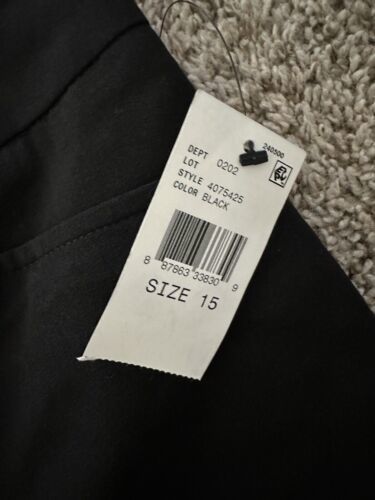 240500
DEPT 0202
LOT
STYLE 4075425
COLOR BLACK
8 87863 33830 9
SIZE 15